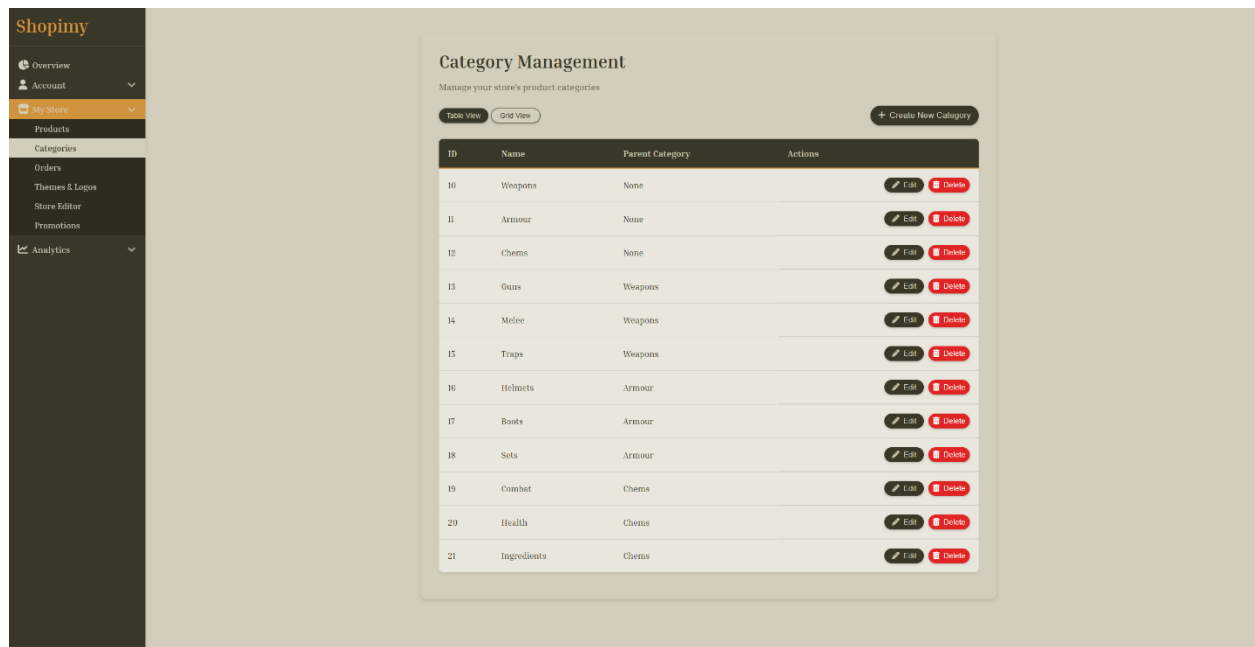 Shopimy
Overview
Account
My Store
Products
Categories
Orders
Themes & Logos
Store Editor
Promotions
Analytics
Category Management
Manage your store's product categories
Table View Grid View + Create New Category
ID Name Parent Category Actions
10 Weapons None Edit Delete
11 Armour None Edit Delete
12 Chems None Edit Delete
13 Guns Weapons Edit Delete
14 Melee Weapons Edit Delete
15 Traps Weapons Edit Delete
16 Helmets Armour Edit Delete
17 Boots Armour Edit Delete
18 Sets Armour Edit Delete
19 Combat Chems Edit Delete
20 Health Chems Edit Delete
21 Ingredients Chems Edit Delete